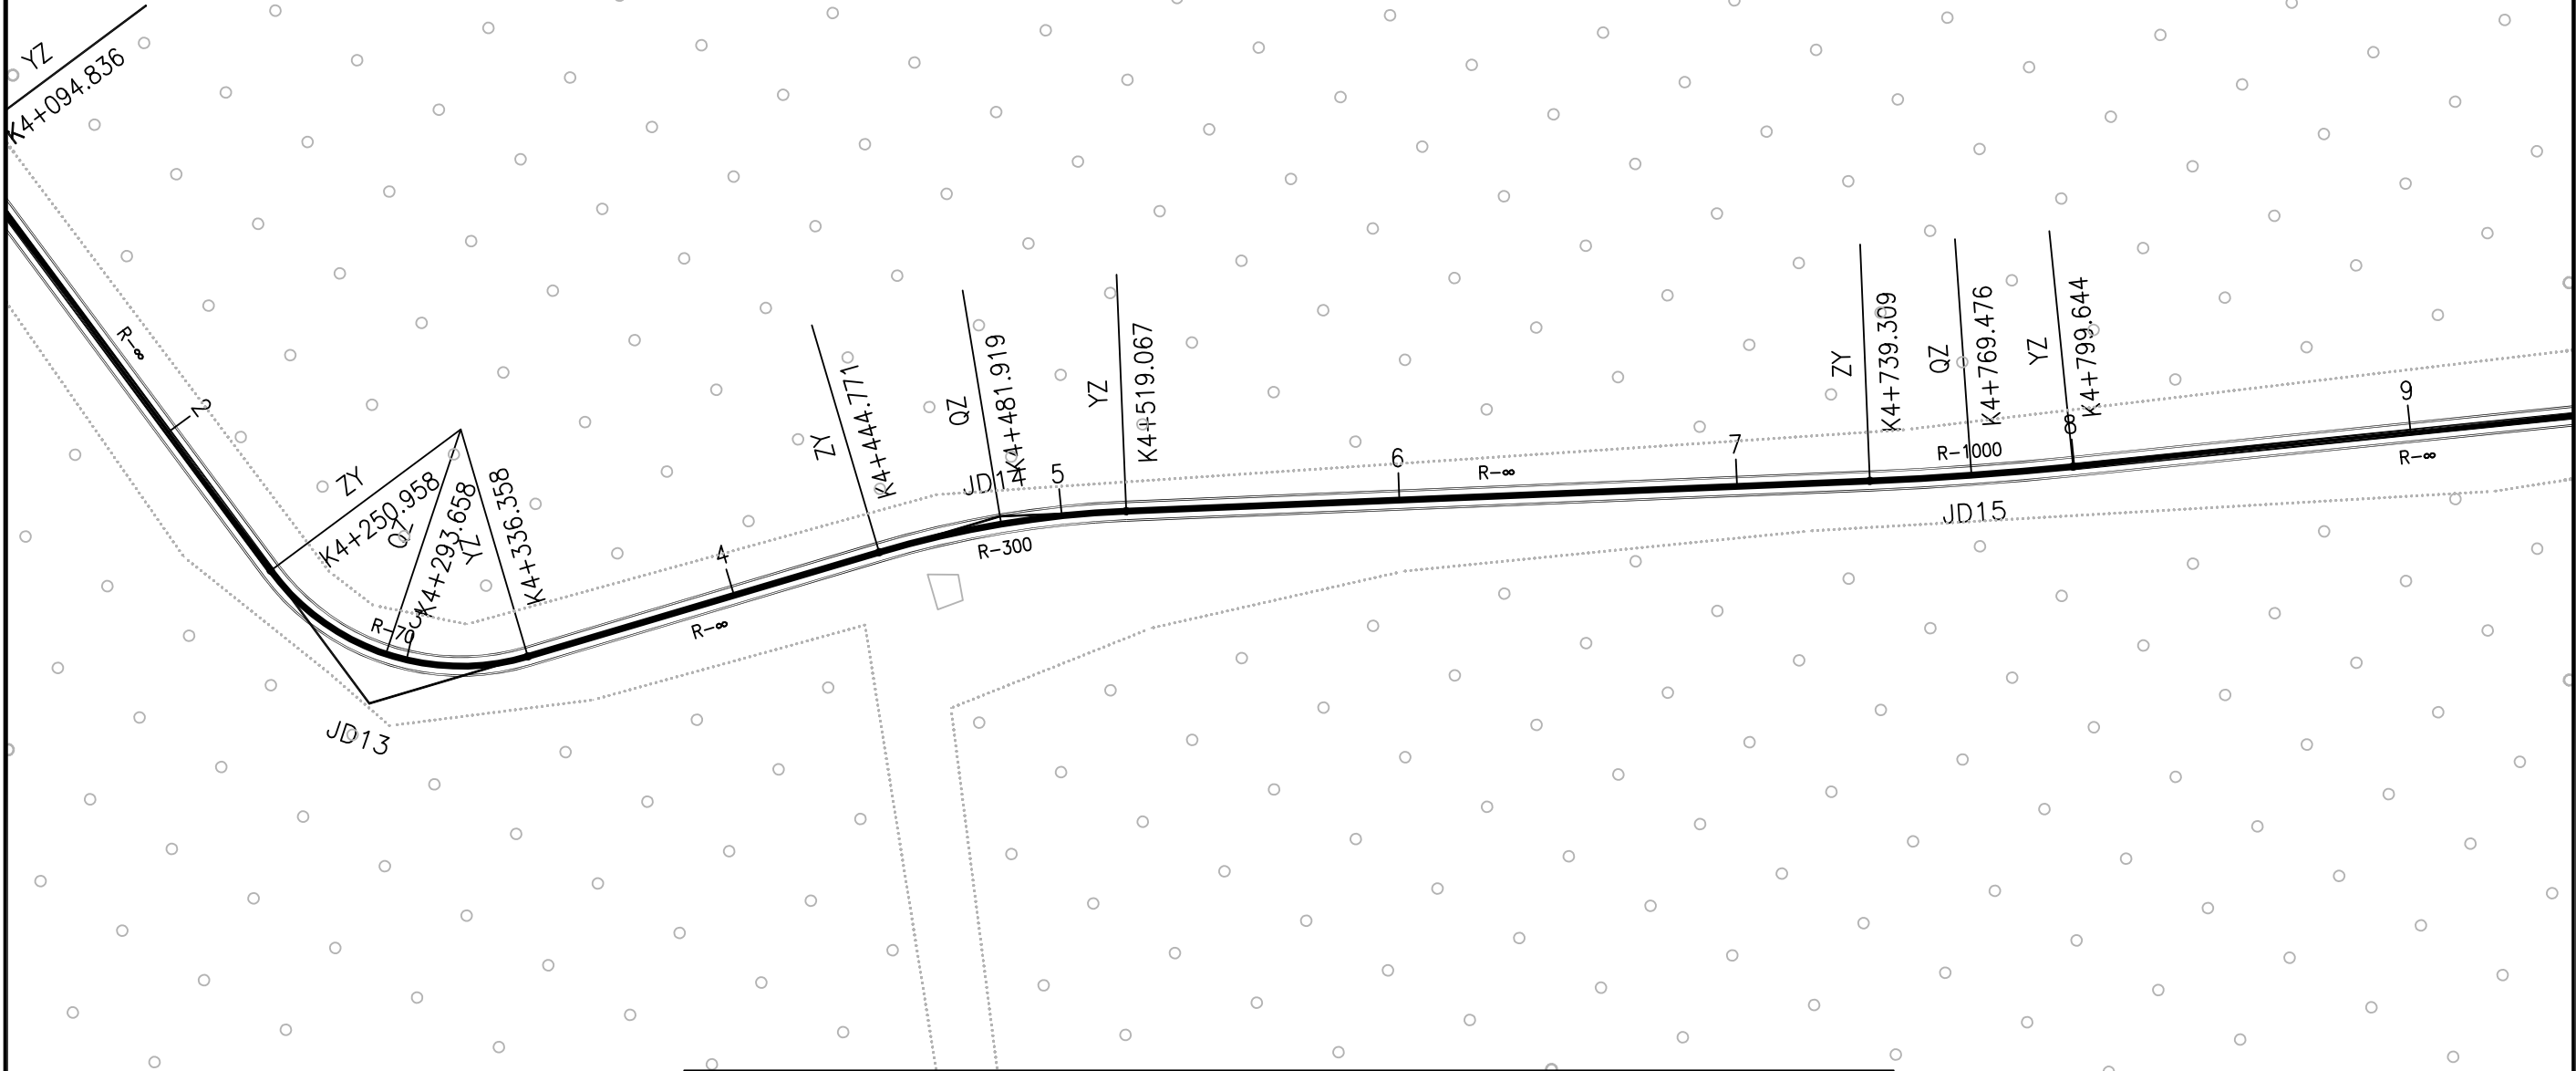 YZ
K4+094.836
R-∞
2
ZY
K4+250.958
QZ
K4+293.658
YZ
K4+336.358
R-70
3
JD13
4
R-∞
ZY
K4+444.771
QZ
K4+481.919
JD14
R-300
5
YZ
K4+519.067
6
R-∞
7
ZY
K4+739.309
QZ
K4+769.476
R-1000
JD15
YZ
K4+799.644
8
9
R-∞